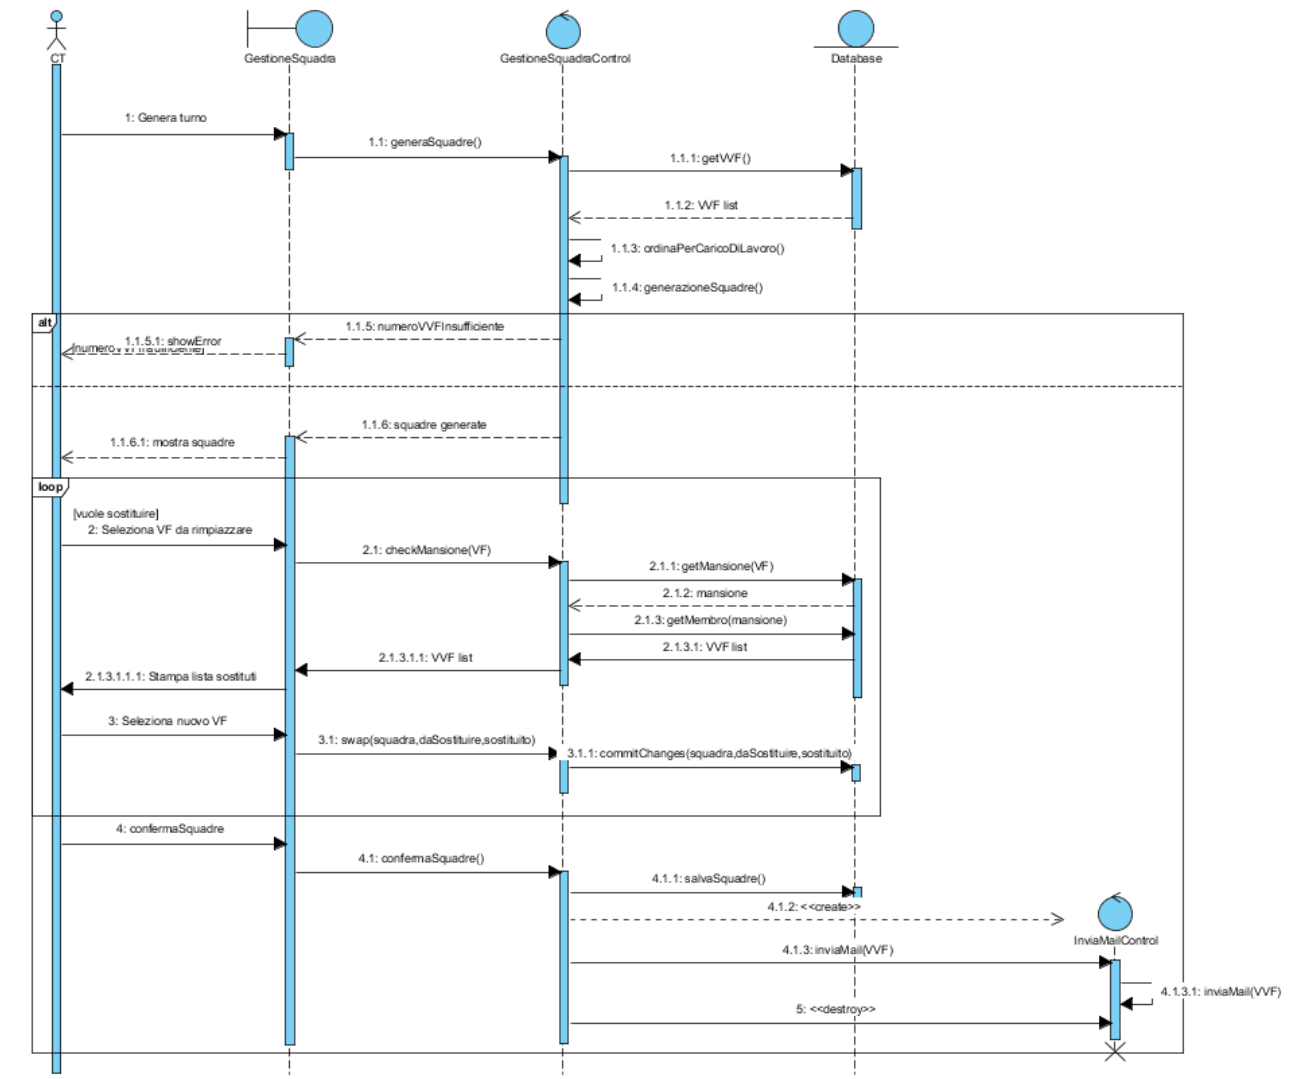 CT
GestioneSquadra
GestioneSquadraControl
Database
1: Genera turno
1.1: generaSquadre()
1.1.1: getVVF()
1.1.2: VVF list
1.1.3: ordinaPerCaricoDiLavoro()
1.1.4: generazioneSquadre()
alt
1.1.5: numeroVVFInsufficiente
1.1.5.1: showError
[numeroVVFInsufficiente]
1.1.6: squadre generate
1.1.6.1: mostra squadre
loop
[vuole sostituire]
2: Seleziona VF da rimpiazzare
2.1: checkMansione(VF)
2.1.1: getMansione(VF)
2.1.2: mansione
2.1.3: getMembro(mansione)
2.1.3.1: VVF list
2.1.3.1.1: VVF list
2.1.3.1.1.1: Stampa lista sostituti
3: Seleziona nuovo VF
3.1: swap(squadra,daSostituire,sostituito)
3.1.1: commitChanges(squadra,daSostituire,sostituito)
4: confermaSquadre
4.1: confermaSquadre()
4.1.1: salvaSquadre()
4.1.2: <<create>>
InviaMailControl
4.1.3: inviaMail(VVF)
4.1.3.1: inviaMail(VVF)
5: <<destroy>>